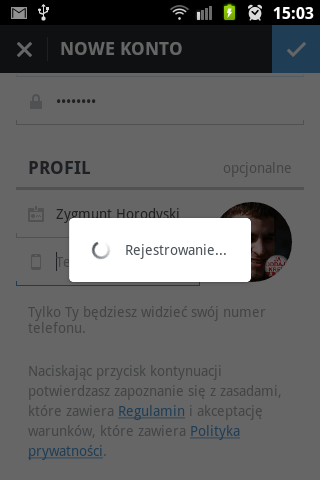 15:03
NOWE KONTO
••••••••
PROFIL
opcjonalne
Zygmunt Horodyski
Te
Rejestrowanie...
Tylko Ty będziesz widzieć swój numer
telefonu.
Naciskając przycisk kontynuacji
potwierdzasz zapoznanie się z zasadami,
które zawiera Regulamin i akceptację
warunków, które zawiera Polityka
prywatności.